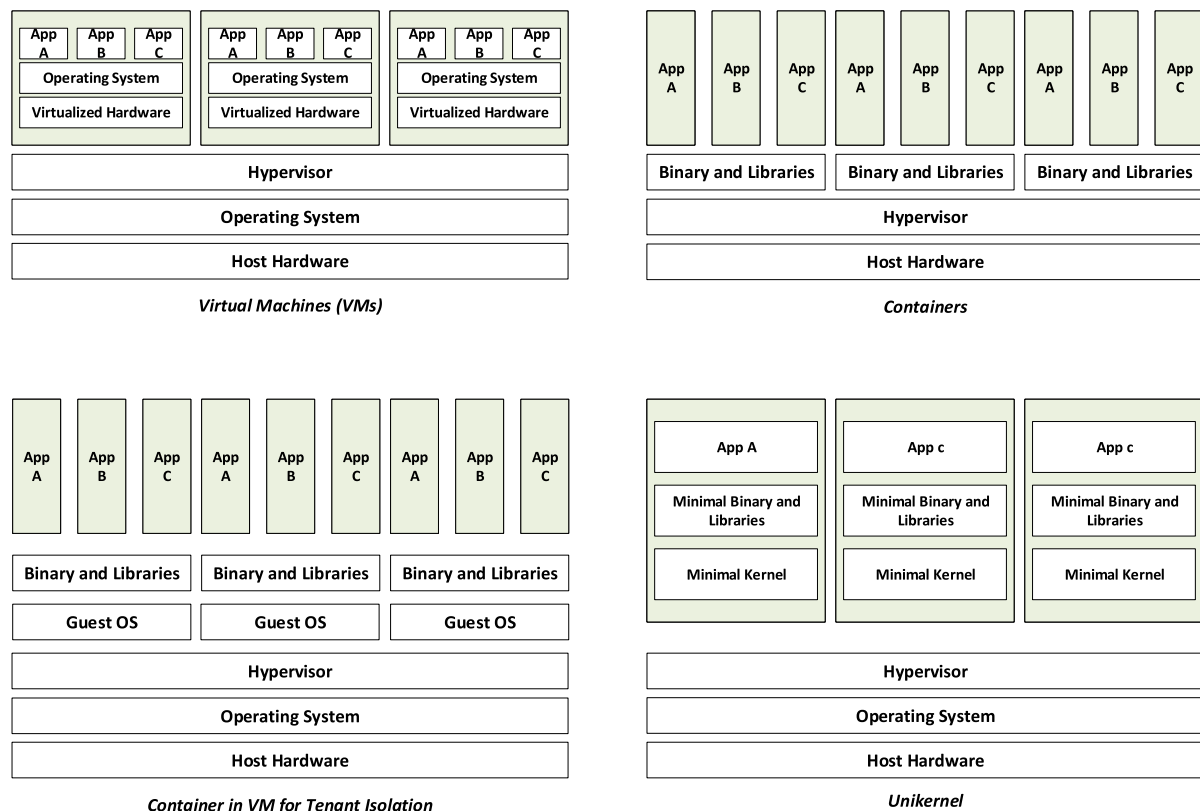 App App App App App App App App App
A B C A B C A B C
Operating System Operating System Operating System
Virtualized Hardware Virtualized Hardware Virtualized Hardware
Hypervisor
Operating System
Host Hardware
Virtual Machines (VMs)
App App App App App App App App App
A B C A B C A B C
Binary and Libraries Binary and Libraries Binary and Libraries
Hypervisor
Host Hardware
Containers
App App App App App App App App App
A B C A B C A B C
Binary and Libraries Binary and Libraries Binary and Libraries
Guest OS Guest OS Guest OS
Hypervisor
Operating System
Host Hardware
Container in VM for Tenant Isolation
App A App c App c
Minimal Binary and Minimal Binary and Minimal Binary and
Libraries Libraries Libraries
Minimal Kernel Minimal Kernel Minimal Kernel
Hypervisor
Operating System
Host Hardware
Unikernel